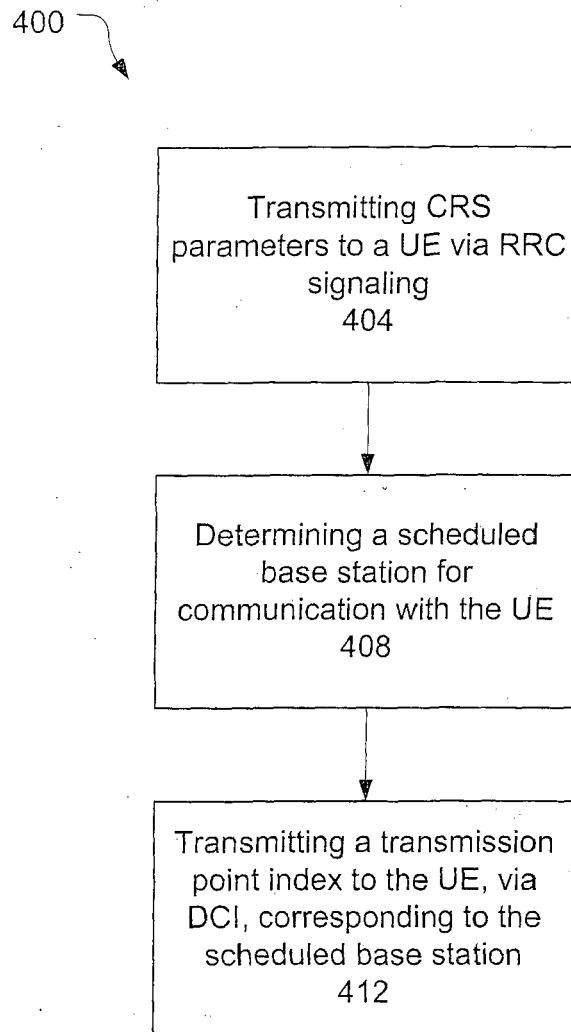 400
Transmitting CRS
parameters to a UE via RRC
signaling
404
Determining a scheduled
base station for
communication with the UE
408
Transmitting a transmission
point index to the UE, via
DCI, corresponding to the
scheduled base station
412